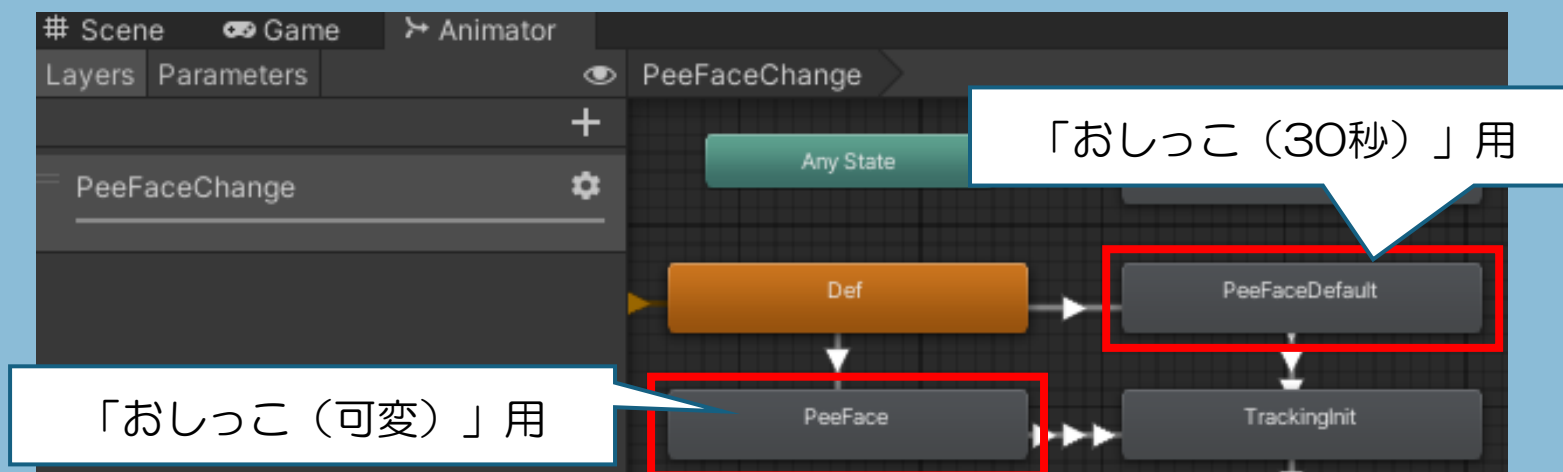 Scene Game Animator
Layers Parameters PeeFaceChange
「おしっこ（30秒）」用
Any State
PeeFaceChange
Def PeeFaceDefault
「おしっこ（可変）」用
PeeFace TrackingInit